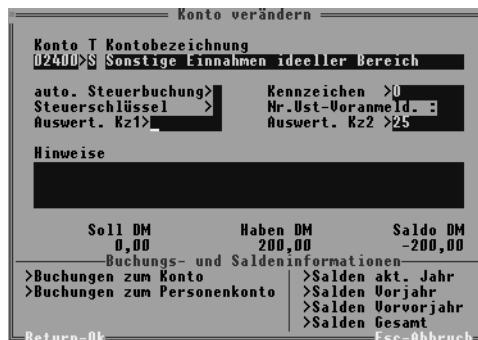 Konto verändern
Konto T Kontobezeichnung
02400>S Sonstige Einnahmen ideeller Bereich
auto. Steuerbuchung> Kennzeichen >0
Steuerschlüssel > Nr.Ust-Voranmeld. :
Auswert. Kz1>_ Auswert. Kz2 >25
Hinweise
Soll DM Haben DM Saldo DM
0,00 200,00 -200,00
Buchungs- und Saldeninformationen
>Buchungen zum Konto >Salden akt. Jahr
>Buchungen zum Personenkonto >Salden Vorjahr
>Salden Vorvorjahr
>Salden Gesamt
Return-Ok Esc-Abbruch